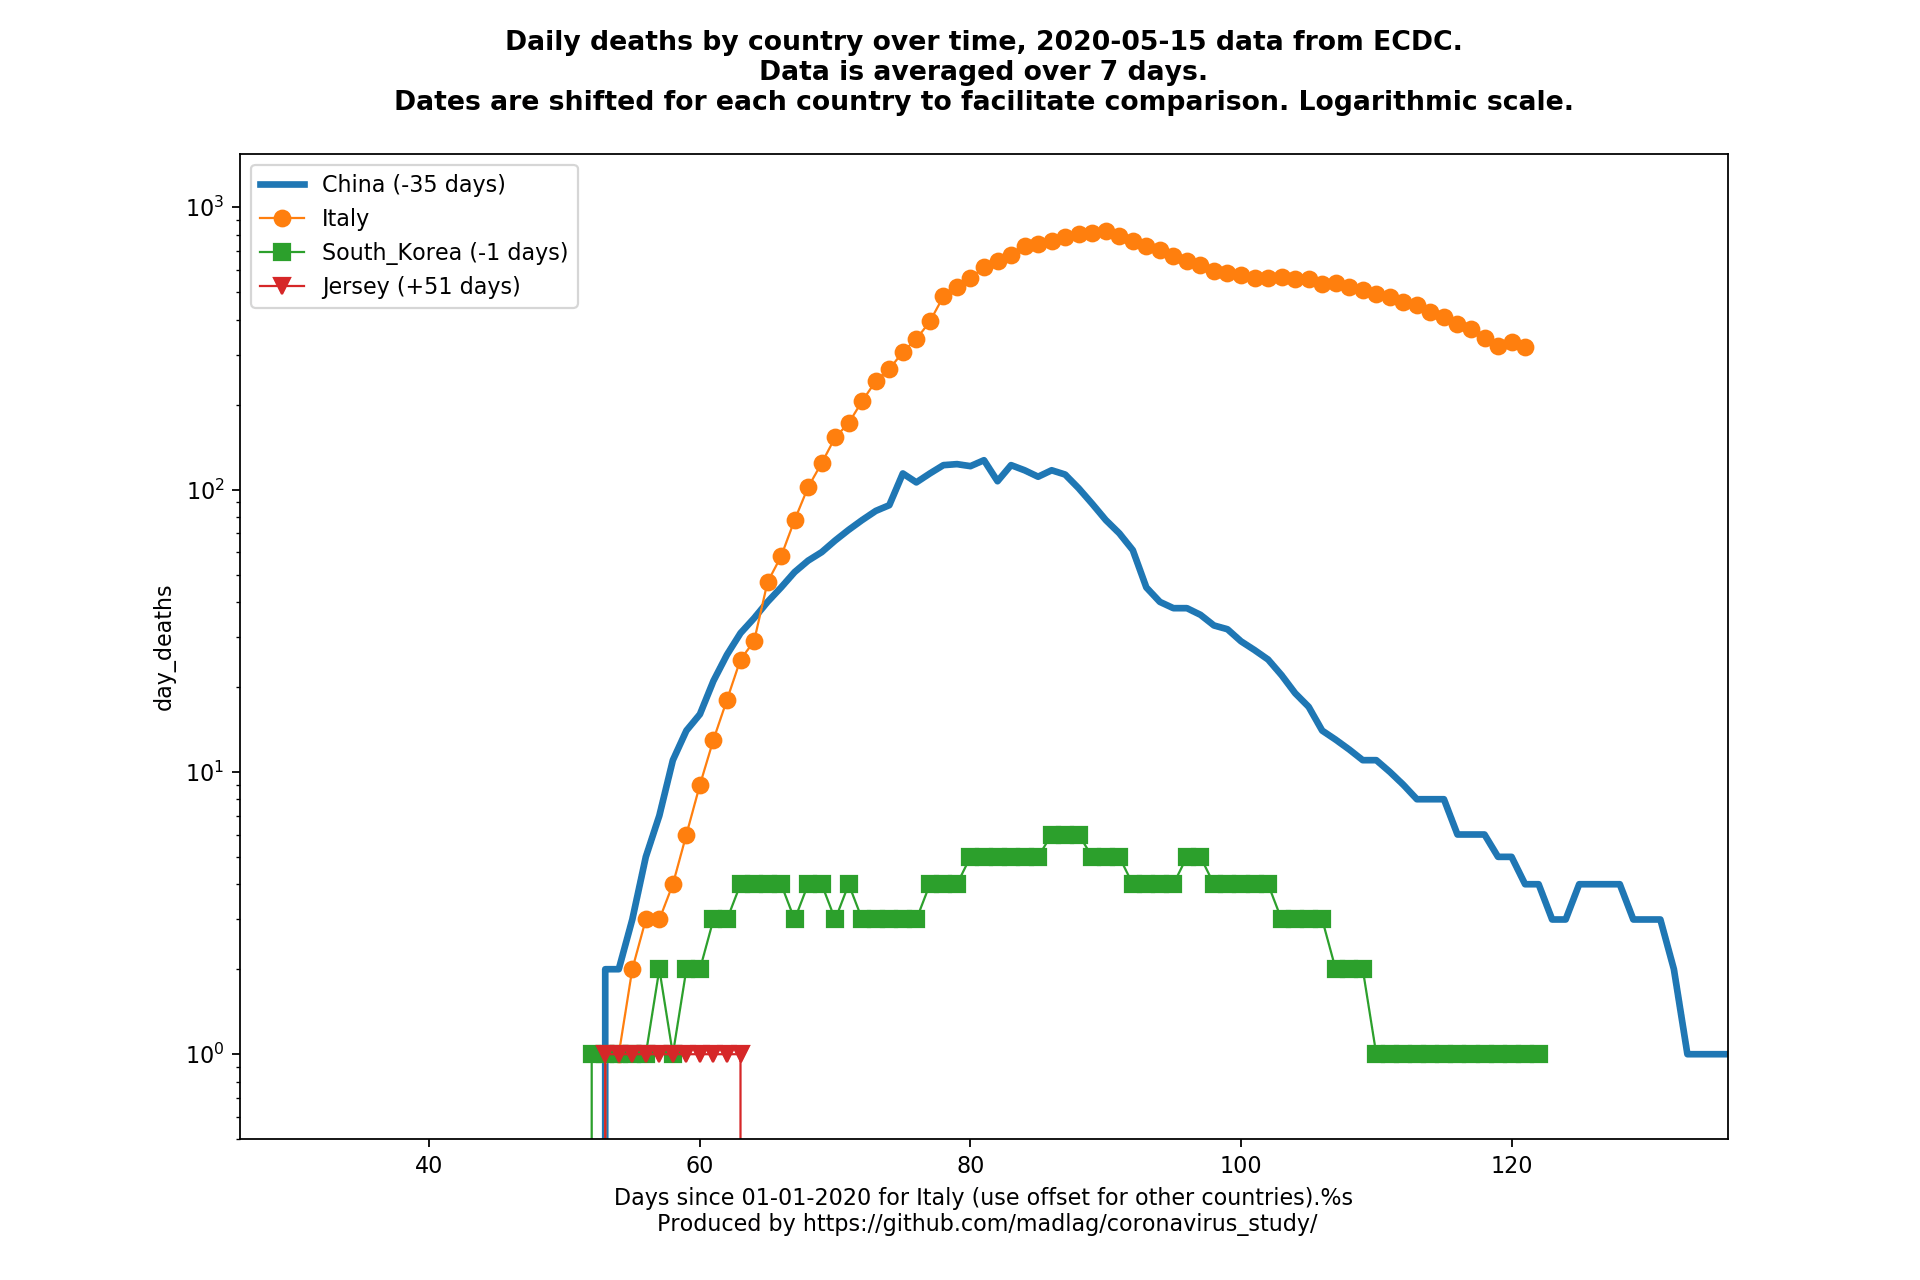 Daily deaths by country over time, 2020-05-15 data from ECDC.
Data is averaged over 7 days.
Dates are shifted for each country to facilitate comparison. Logarithmic scale.
China (-35 days)
Italy
South_Korea (-1 days)
Jersey (+51 days)
10³
10²
10¹
10⁰
day_deaths
40 60 80 100 120
Days since 01-01-2020 for Italy (use offset for other countries).%s
Produced by https://github.com/madlag/coronavirus_study/